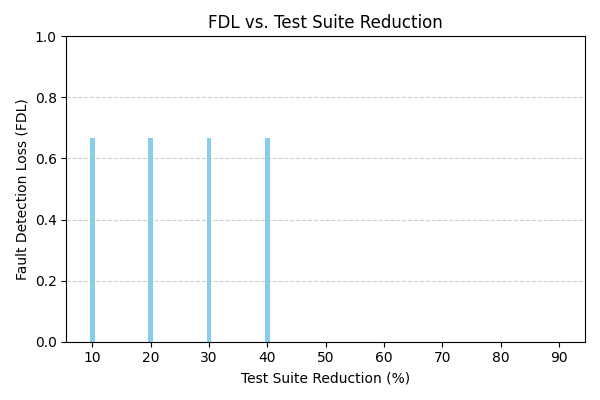 FDL vs. Test Suite Reduction
1.0
0.8
0.6
0.4
0.2
0.0
Fault Detection Loss (FDL)
10 20 30 40 50 60 70 80 90
Test Suite Reduction (%)